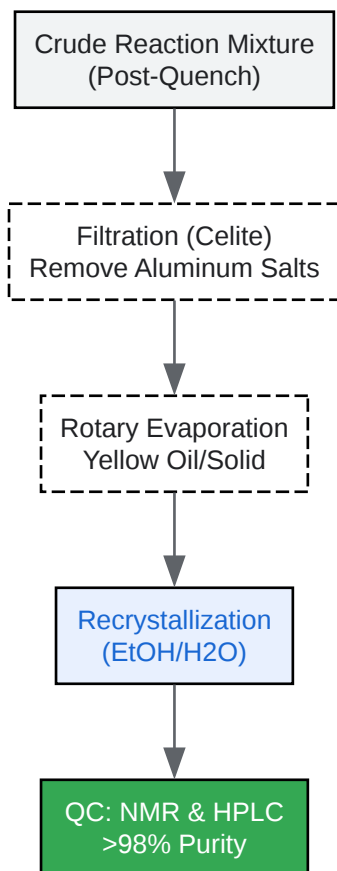 Crude Reaction Mixture
(Post-Quench)
Filtration (Celite)
Remove Aluminum Salts
Rotary Evaporation
Yellow Oil/Solid
Recrystallization
(EtOH/H2O)
QC: NMR & HPLC
>98% Purity